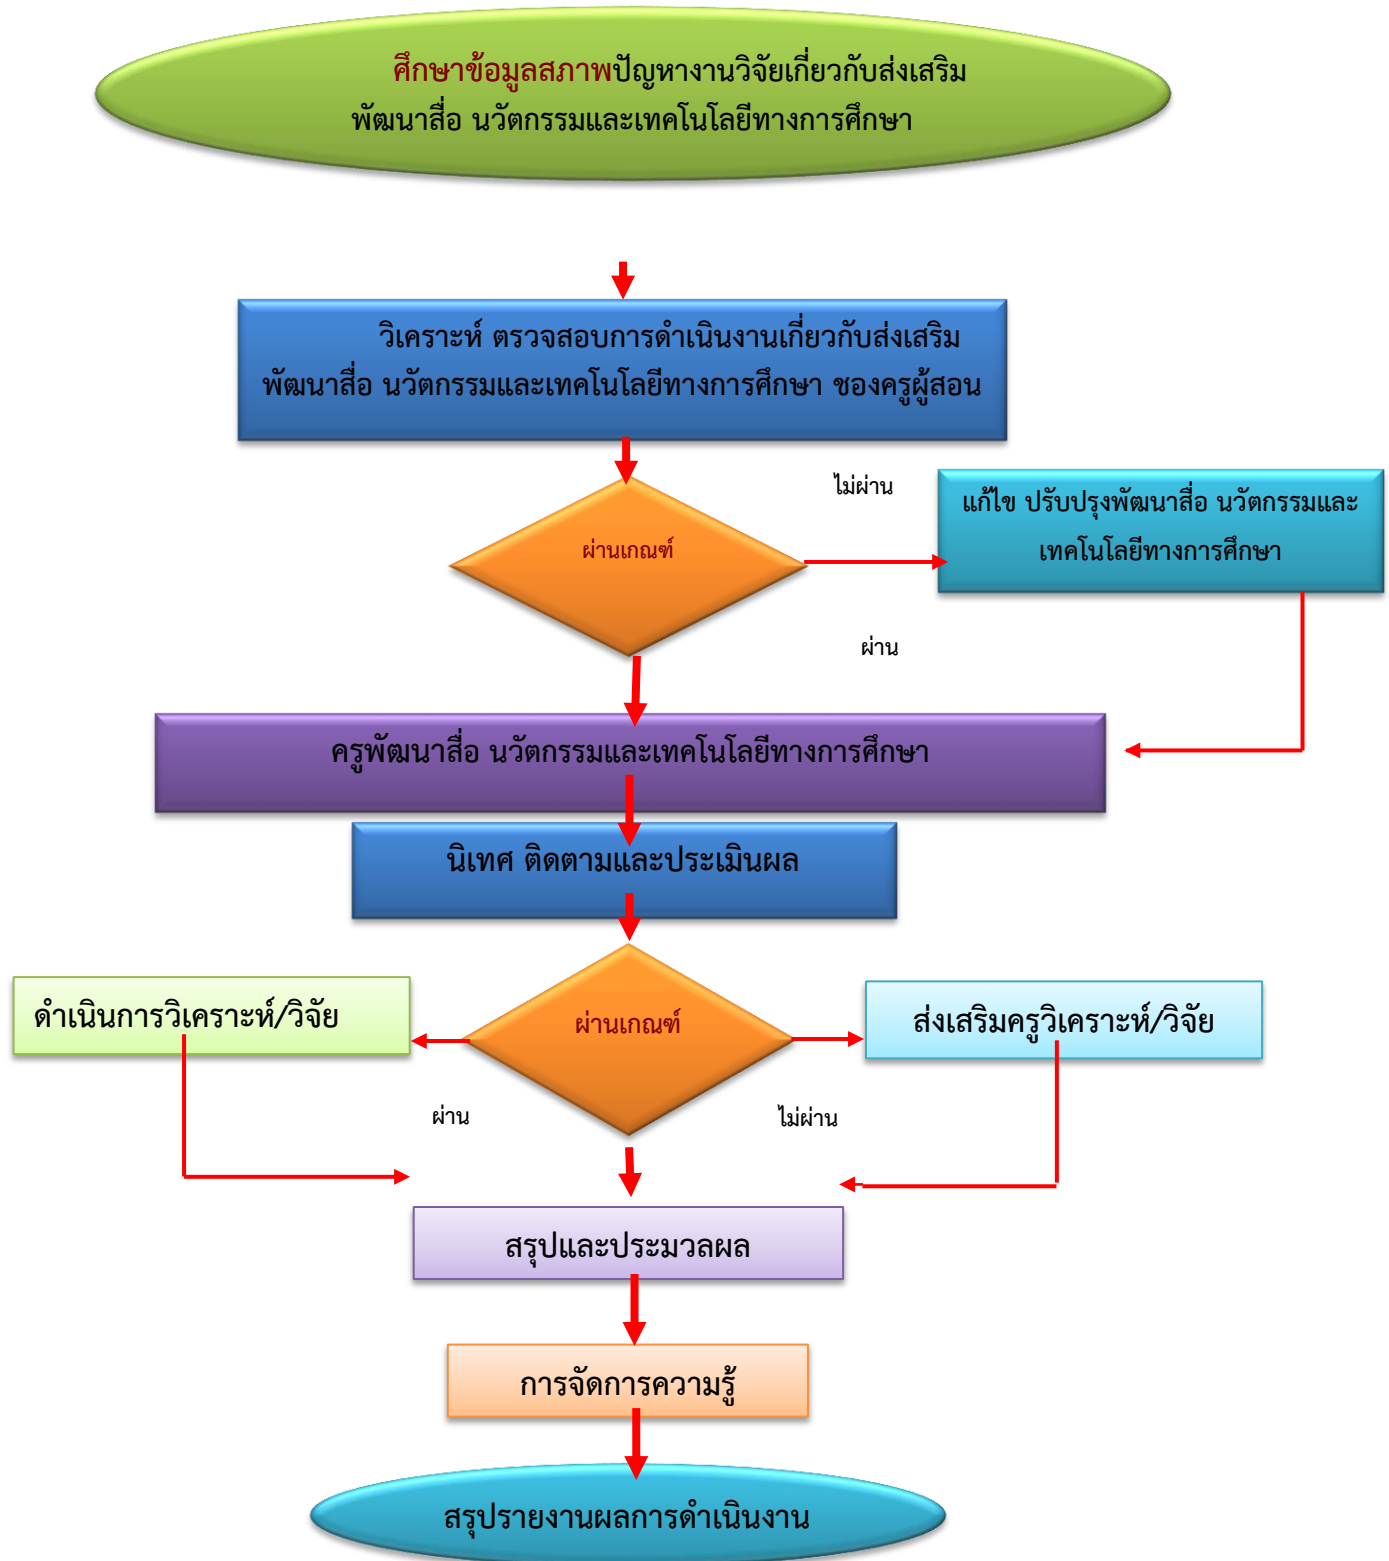 ศึกษาข้อมูลสภาพปัญหางานวิจัยเกี่ยวกับส่งเสริม
พัฒนาสื่อ นวัตกรรมและเทคโนโลยีทางการศึกษา
วิเคราะห์ ตรวจสอบการดำเนินงานเกี่ยวกับส่งเสริม
พัฒนาสื่อ นวัตกรรมและเทคโนโลยีทางการศึกษา ชองครูผู้สอน
ไม่ผ่าน
แก้ไข ปรับปรุงพัฒนาสื่อ นวัตกรรมและ
เทคโนโลยีทางการศึกษา
ผ่านเกณฑ์
ผ่าน
ครูพัฒนาสื่อ นวัตกรรมและเทคโนโลยีทางการศึกษา
นิเทศ ติดตามและประเมินผล
ดำเนินการวิเคราะห์/วิจัย
ผ่านเกณฑ์
ส่งเสริมครูวิเคราะห์/วิจัย
ผ่าน
ไม่ผ่าน
สรุปและประมวลผล
การจัดการความรู้
สรุปรายงานผลการดำเนินงาน